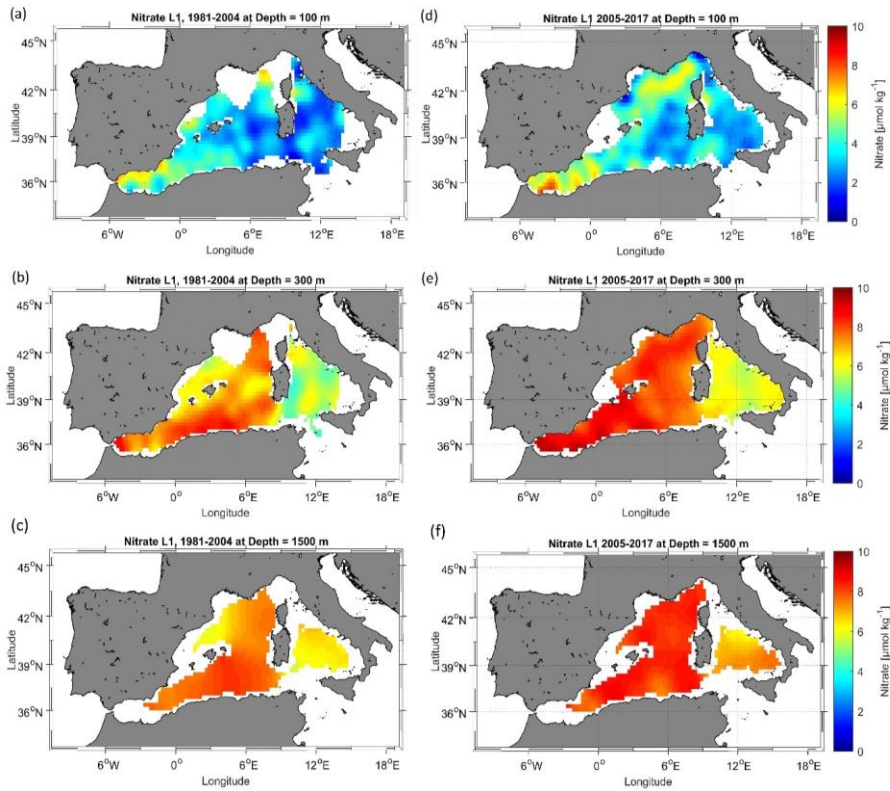 (a)
Nitrate L1, 1981-2004 at Depth = 100 m
45°N
42°N
39°N
36°N
Latitude
6°W 0° 6°E 12°E 18°E
Longitude
(d)
Nitrate L1 2005-2017 at Depth = 100 m
45°N
42°N
39°N
36°N
Latitude
6°W 0° 6°E 12°E 18°E
Longitude
10
8
6
4
2
0
Nitrate [µmol kg⁻¹]
(b)
Nitrate L1, 1981-2004 at Depth = 300 m
45°N
42°N
39°N
36°N
Latitude
6°W 0° 6°E 12°E 18°E
Longitude
(e)
Nitrate L1 2005-2017 at Depth = 300 m
45°N
42°N
39°N
36°N
Latitude
6°W 0° 6°E 12°E 18°E
Longitude
10
8
6
4
2
0
Nitrate [µmol kg⁻¹]
(c)
Nitrate L1, 1981-2004 at Depth = 1500 m
45°N
42°N
39°N
36°N
Latitude
6°W 0° 6°E 12°E 18°E
Longitude
(f)
Nitrate L1 2005-2017 at Depth = 1500 m
45°N
42°N
39°N
36°N
Latitude
6°W 0° 6°E 12°E 18°E
Longitude
10
8
6
4
2
0
Nitrate [µmol kg⁻¹]